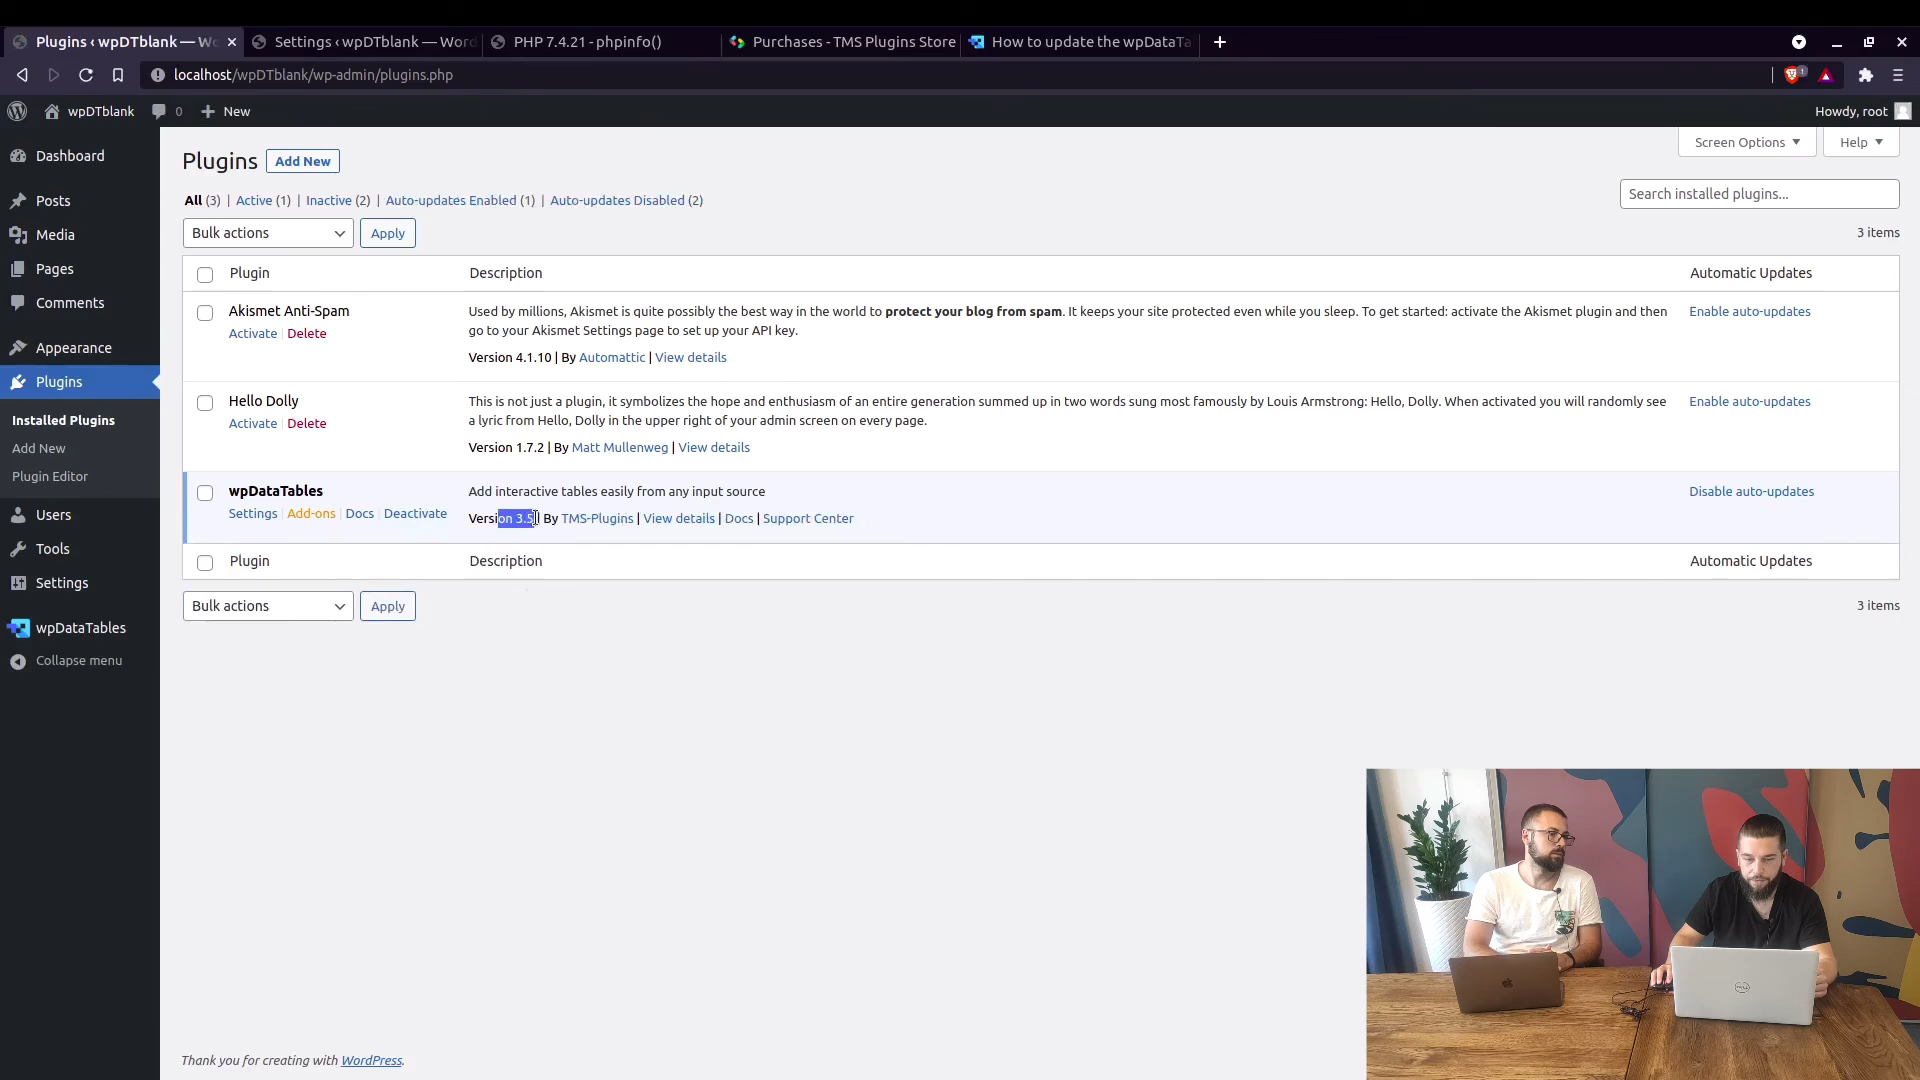 Plugins ‹ wpDTblank — Wo
Settings ‹ wpDTblank — Word
PHP 7.4.21 - phpinfo()
Purchases - TMS Plugins Store
How to update the wpDataTa
localhost/wpDTblank/wp-admin/plugins.php
wpDTblank
0
New
Howdy, root
Dashboard
Posts
Media
Pages
Comments
Appearance
Plugins
Installed Plugins
Add New
Plugin Editor
Users
Tools
Settings
wpDataTables
Collapse menu
Plugins
Add New
Screen Options
Help
All (3) | Active (1) | Inactive (2) | Auto-updates Enabled (1) | Auto-updates Disabled (2)
Search installed plugins...
Bulk actions
Apply
3 items
Plugin
Description
Automatic Updates
Akismet Anti-Spam
Activate | Delete
Used by millions, Akismet is quite possibly the best way in the world to protect your blog from spam. It keeps your site protected even while you sleep. To get started: activate the Akismet plugin and then
go to your Akismet Settings page to set up your API key.
Version 4.1.10 | By Automattic | View details
Enable auto-updates
Hello Dolly
Activate | Delete
This is not just a plugin, it symbolizes the hope and enthusiasm of an entire generation summed up in two words sung most famously by Louis Armstrong: Hello, Dolly. When activated you will randomly see
a lyric from Hello, Dolly in the upper right of your admin screen on every page.
Version 1.7.2 | By Matt Mullenweg | View details
Enable auto-updates
wpDataTables
Settings | Add-ons | Docs | Deactivate
Add interactive tables easily from any input source
Version 3.5 | By TMS-Plugins | View details | Docs | Support Center
Disable auto-updates
Plugin
Description
Automatic Updates
Bulk actions
Apply
3 items
Thank you for creating with WordPress.